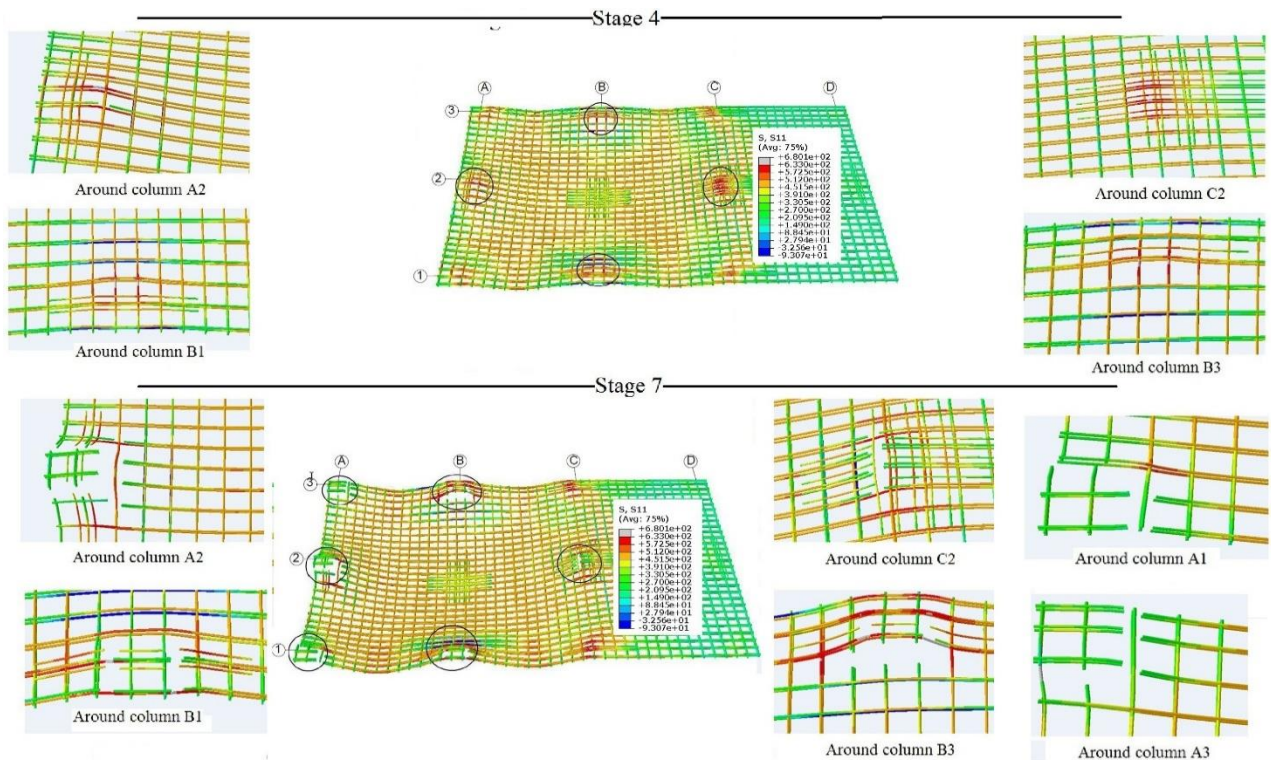 Stage 4
Around column A2
Around column B1
A
B
C
D
3
2
1
S, S11
(Avg: 75%)
+6.801e+02
+6.330e+02
+5.725e+02
+5.120e+02
+4.515e+02
+3.910e+02
+3.305e+02
+2.700e+02
+2.095e+02
+1.490e+02
+8.845e+01
+2.794e+01
-3.256e+01
-9.307e+01
Around column C2
Around column B3
Stage 7
Around column A2
Around column B1
A
B
C
D
3
2
1
S, S11
(Avg: 75%)
+6.801e+02
+6.330e+02
+5.725e+02
+5.120e+02
+4.515e+02
+3.910e+02
+3.305e+02
+2.700e+02
+2.095e+02
+1.490e+02
+8.845e+01
+2.794e+01
-3.256e+01
-9.307e+01
Around column C2
Around column A1
Around column B3
Around column A3